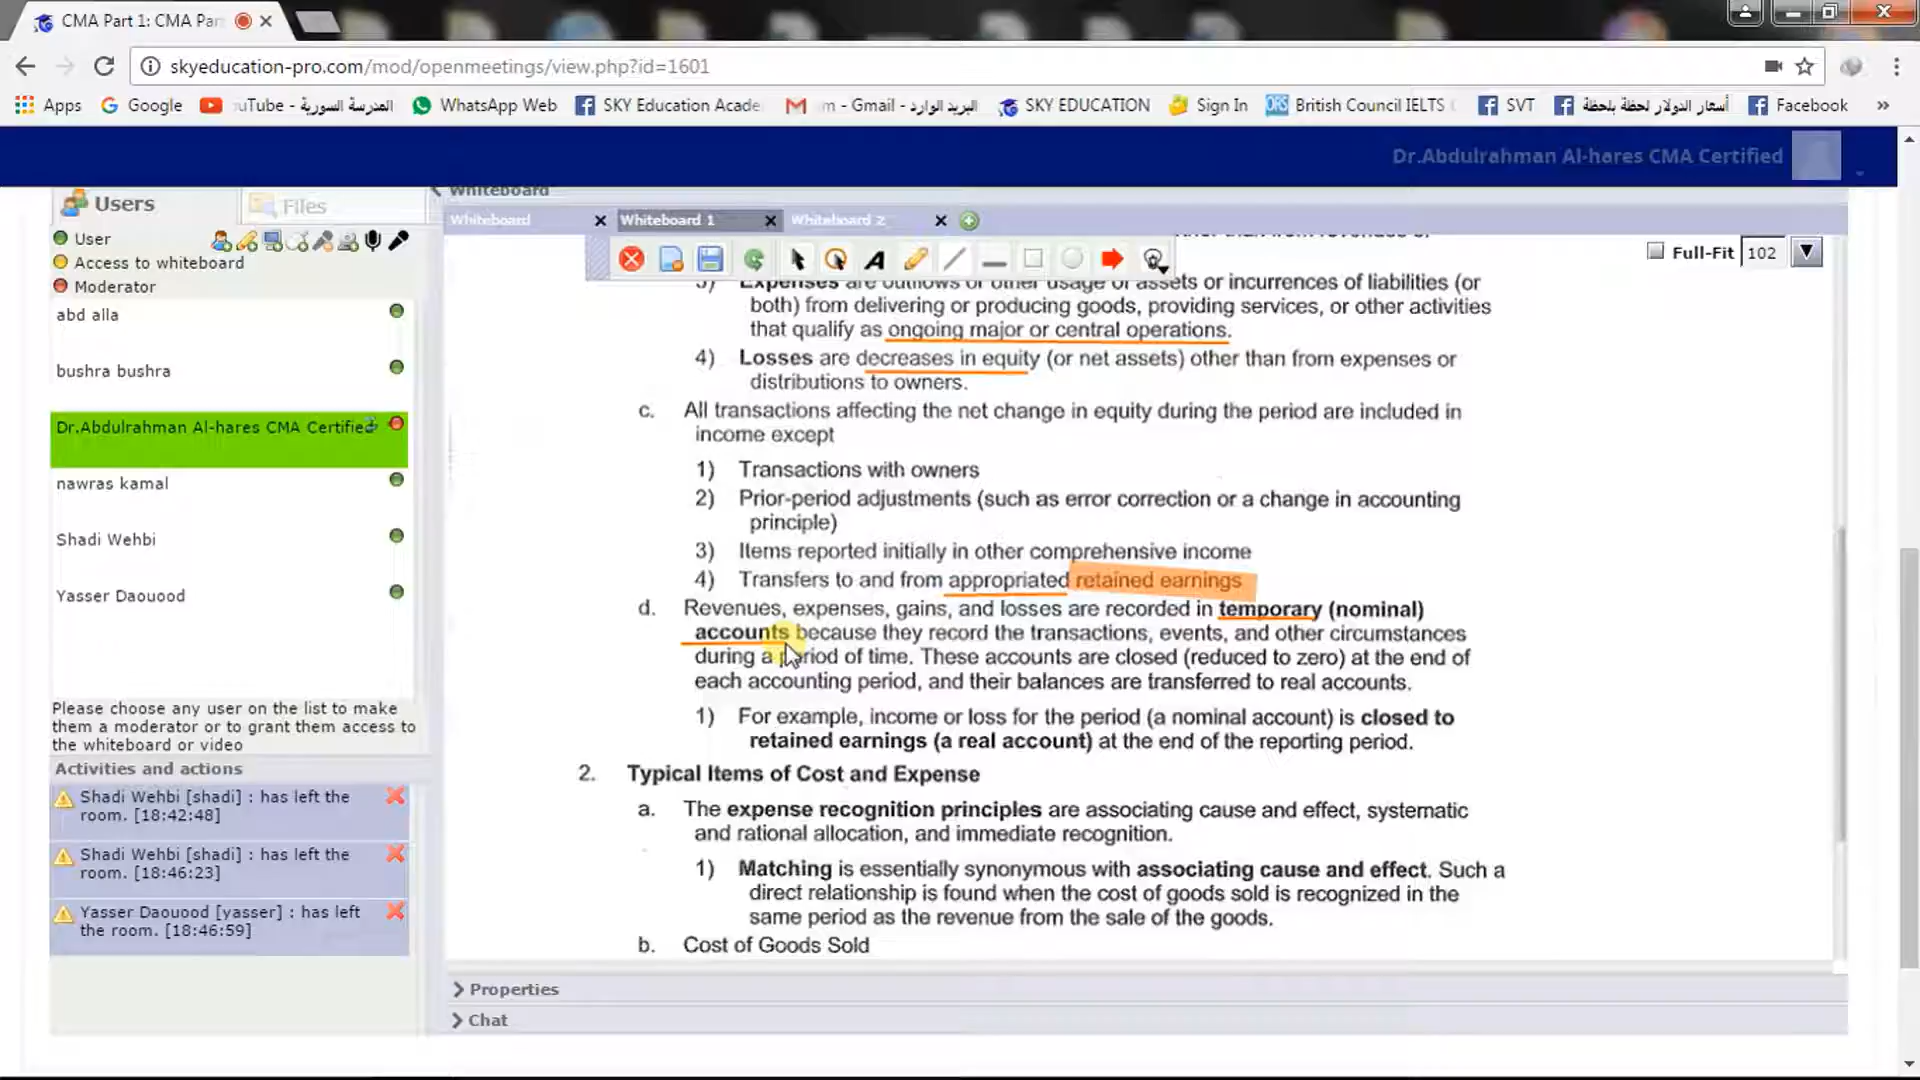 CMA Part 1: CMA Par
skyeducation-pro.com/mod/openmeetings/view.php?id=1601
Apps
Google
uTube - المدرسة السورية
WhatsApp Web
SKY Education Acade
m - Gmail - البريد الوارد
SKY EDUCATION
Sign In
ORS
British Council IELTS
SVT
أسعار الدولار لحظة بلحظة
Facebook
»
Dr.Abdulrahman Al-hares CMA Certified
Users
Files
User
Access to whiteboard
Moderator
abd alla
bushra bushra
Dr.Abdulrahman Al-hares CMA Certified
nawras kamal
Shadi Wehbi
Yasser Daouood
Please choose any user on the list to make
them a moderator or to grant them access to
the whiteboard or video
Activities and actions
Shadi Wehbi [shadi] : has left the
room. [18:42:48]
Shadi Wehbi [shadi] : has left the
room. [18:46:23]
Yasser Daouood [yasser] : has left
the room. [18:46:59]
Whiteboard
Whiteboard
Whiteboard 1
Whiteboard 2
Full-Fit
102
3) Expenses are outflows or other usage of assets or incurrences of liabilities (or
both) from delivering or producing goods, providing services, or other activities
that qualify as ongoing major or central operations.
4) Losses are decreases in equity (or net assets) other than from expenses or
distributions to owners.
c. All transactions affecting the net change in equity during the period are included in
income except
1) Transactions with owners
2) Prior-period adjustments (such as error correction or a change in accounting
principle)
3) Items reported initially in other comprehensive income
4) Transfers to and from appropriated retained earnings
d. Revenues, expenses, gains, and losses are recorded in temporary (nominal)
accounts because they record the transactions, events, and other circumstances
during a period of time. These accounts are closed (reduced to zero) at the end of
each accounting period, and their balances are transferred to real accounts.
1) For example, income or loss for the period (a nominal account) is closed to
retained earnings (a real account) at the end of the reporting period.
2. Typical Items of Cost and Expense
a. The expense recognition principles are associating cause and effect, systematic
and rational allocation, and immediate recognition.
1) Matching is essentially synonymous with associating cause and effect. Such a
direct relationship is found when the cost of goods sold is recognized in the
same period as the revenue from the sale of the goods.
b. Cost of Goods Sold
Properties
Chat